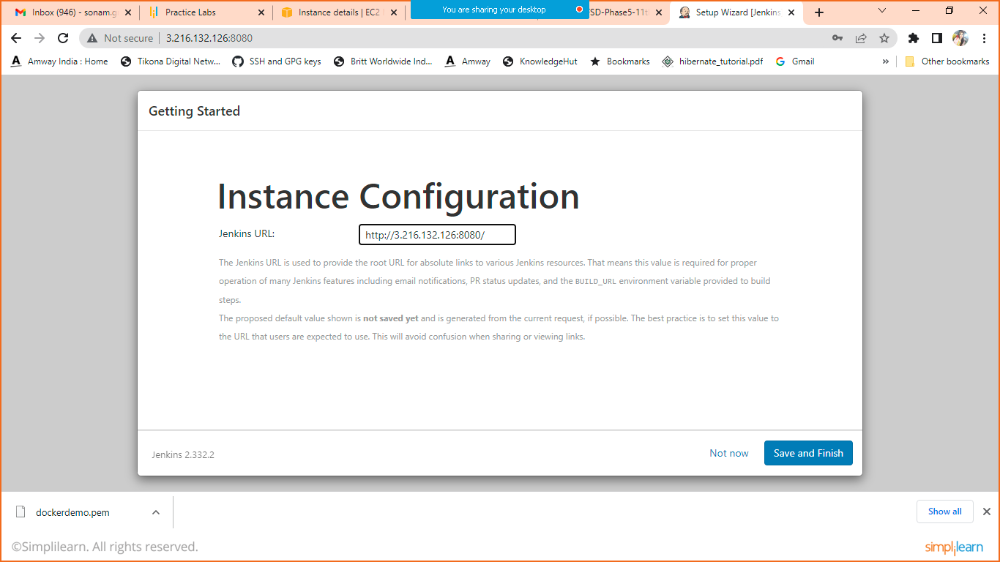 Inbox (946) - sonam.g
Practice Labs
Instance details | EC2
You are sharing your desktop
FSD-Phase5-11th
Setup Wizard [Jenkins
Not secure
3.216.132.126:8080
Amway India : Home
Tikona Digital Netw...
SSH and GPG keys
Britt Worldwide Ind...
Amway
KnowledgeHut
Bookmarks
hibernate_tutorial.pdf
Gmail
»
Other bookmarks
Getting Started
Instance Configuration
Jenkins URL:
http://3.216.132.126:8080/
The Jenkins URL is used to provide the root URL for absolute links to various Jenkins resources. That means this value is required for proper
operation of many Jenkins features including email notifications, PR status updates, and the BUILD_URL environment variable provided to build
steps.
The proposed default value shown is not saved yet and is generated from the current request, if possible. The best practice is to set this value to
the URL that users are expected to use. This will avoid confusion when sharing or viewing links.
Jenkins 2.332.2
Not now
Save and Finish
dockerdemo.pem
Show all
©Simplilearn. All rights reserved.
simplilearn